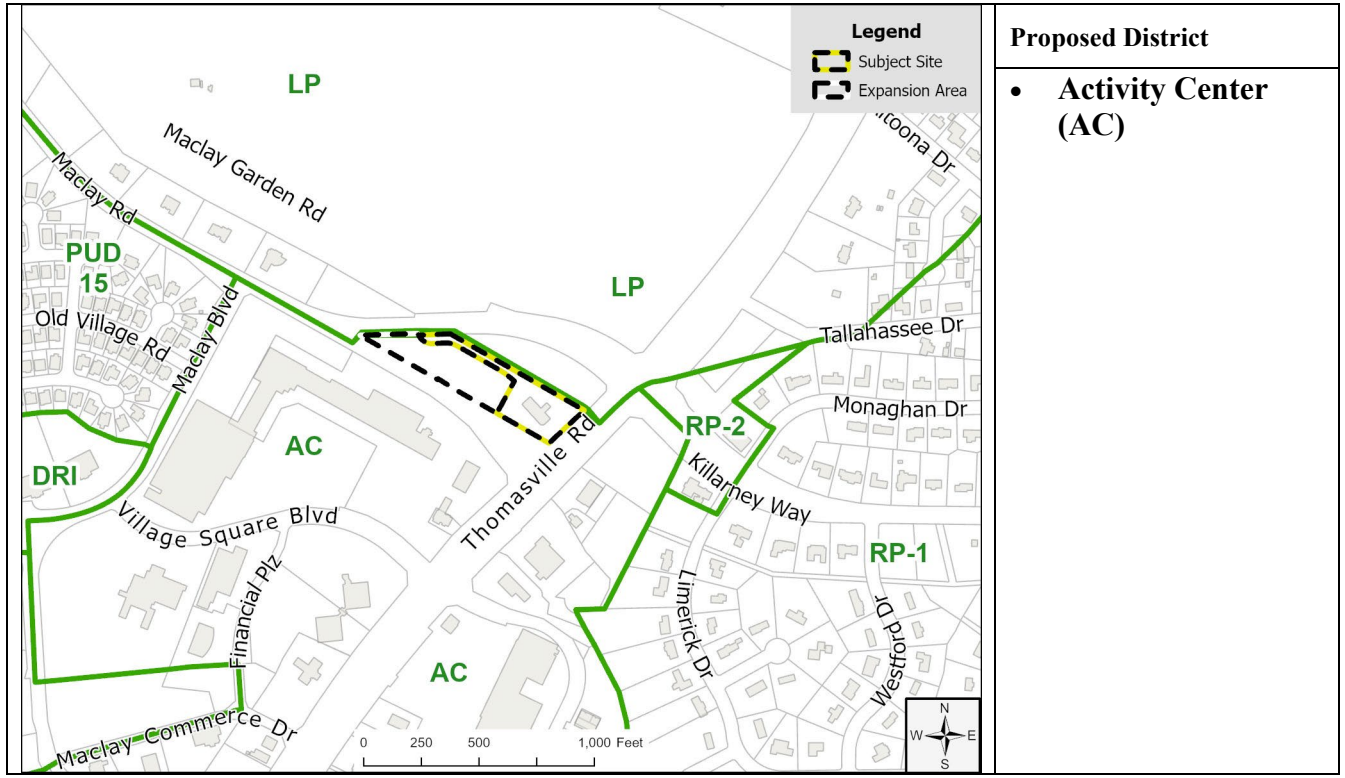 Legend
Subject Site
Expansion Area
Proposed District
• Activity Center
(AC)
LP
Maclay Garden Rd
Maclay Rd
PUD
15
Old Village Rd
Maclay Blvd
LP
Tallahassee Dr
Monaghan Dr
RP-2
Killarney Way
Thomasville Rd
AC
DRI
Village Square Blvd
Financial Plz
RP-1
Limerick Dr
Westford Dr
AC
Maclay Commerce Dr
0 250 500 1,000 Feet
N
W E
S